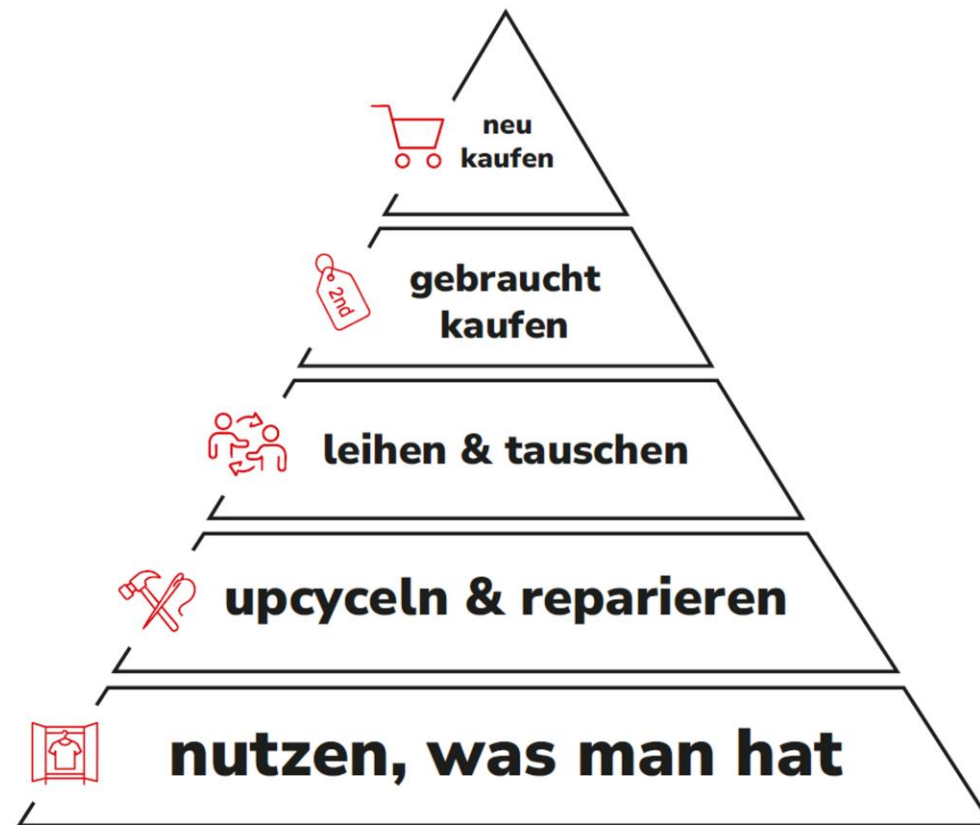 neu
kaufen
2nd
gebraucht
kaufen
leihen & tauschen
upcyceln & reparieren
nutzen, was man hat